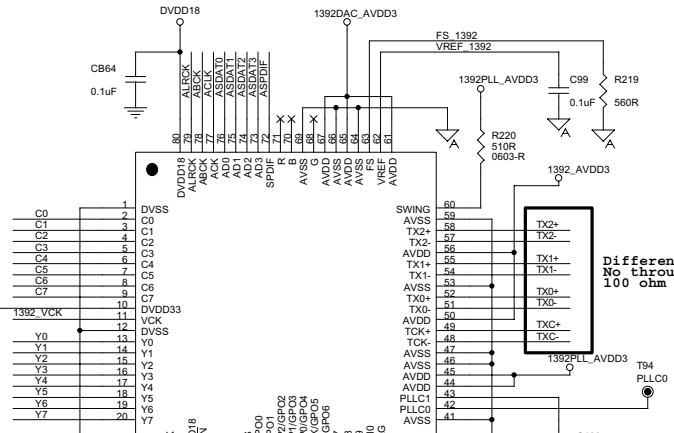 DVDD18
1392DAC_AVDD3
FS_1392
VREF_1392
CB64
0.1uF
ALRCK
ABCK
ACLK
ASDAT0
ASDAT1
ASDAT2
ASDAT3
ASPDIF
1392PLL_AVDD3
C99
0.1uF
R219
560R
A
A
A
R220
510R
0603-R
80
79
78
77
76
75
74
73
72
71
70
69
68
67
66
65
64
63
62
61
DVDD18
ALRCK
ABCK
ACK
AD0
AD1
AD2
AD3
SPDIF
R
B
AVSS
G
AVDD
AVSS
AVDD
AVSS
FS
VREF
AVDD
1392_AVDD3
1 DVSS
C0 2 C0
C1 3 C1
C2 4 C2
C3 5 C3
C4 6 C4
C5 7 C5
C6 8 C6
C7 9 C7
10 DVDD33
1392_VCK 11 VCK
12 DVSS
Y0 13 Y0
Y1 14 Y1
Y2 15 Y2
Y3 16 Y3
Y4 17 Y4
Y5 18 Y5
Y6 19 Y6
Y7 20 Y7
SWING 60
AVSS 59
TX2+ 58 TX2+
TX2- 57 TX2-
AVDD 56
TX1+ 55 TX1+
TX1- 54 TX1-
AVSS 53
TX0+ 52 TX0+
TX0- 51 TX0-
AVDD 50
TCK+ 49 TXC+
TCK- 48 TXC-
AVSS 47
AVSS 46
AVDD 45
AVDD 44
PLLC1 43
PLLC0 42
AVSS 41
Differen
No throu
100 ohm
1392PLL_AVDD3
T94
PLLC0